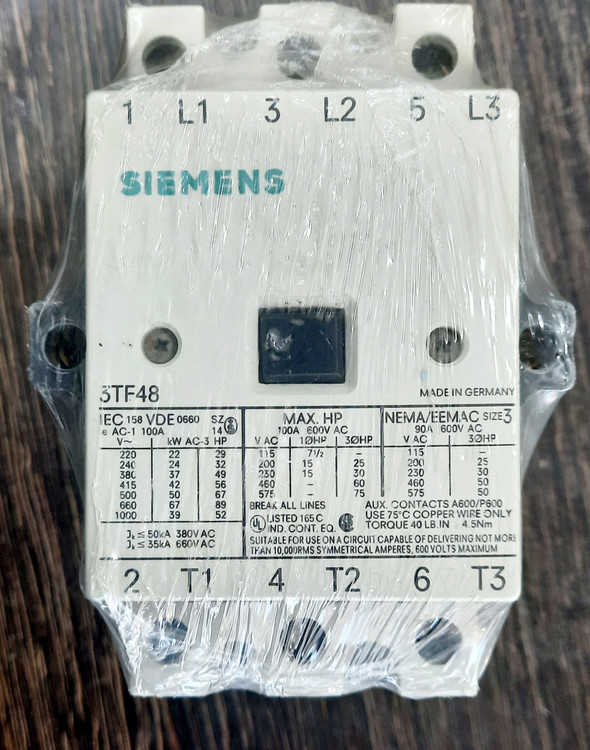 1 L1 3 L2 5 L3
SIEMENS
3TF48
MADE IN GERMANY
IEC 158 VDE 0660 SZ
AC-1 100A 14
V~ kW AC-3 HP
220 22 29
240 24 32
380 37 49
415 42 56
500 50 67
660 67 89
1000 39 52
≤ 50kA 380VAC
≤ 35kA 660VAC
MAX. HP
100A 600V AC
V AC 1ØHP 3ØHP
115 7½ –
200 15 25
230 15 30
460 – 60
575 – 75
NEMA/EEMAC SIZE 3
90A 600V AC
V AC 3ØHP
115 –
200 25
230 30
460 50
575 50
BREAK ALL LINES
UL LISTED 165C
IND. CONT. EQ.
AUX. CONTACTS A600/P600
USE 75°C COPPER WIRE ONLY
TORQUE 40 LB.IN 4.5Nm
SUITABLE FOR USE ON A CIRCUIT CAPABLE OF DELIVERING NOT MORE
THAN 10,000RMS SYMMETRICAL AMPERES, 600 VOLTS MAXIMUM
2 T1 4 T2 6 T3